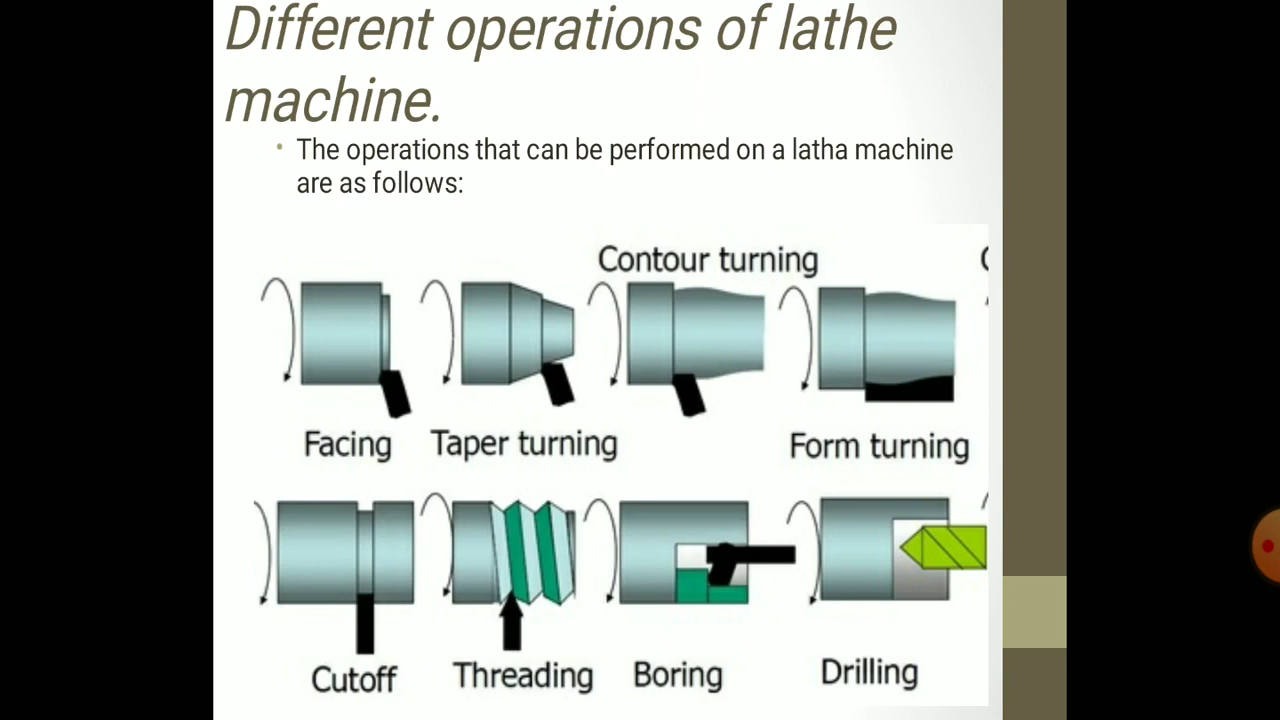 Different operations of lathe
machine.
• The operations that can be performed on a latha machine
are as follows:
Contour turning
Facing
Taper turning
Form turning
Cutoff
Threading
Boring
Drilling